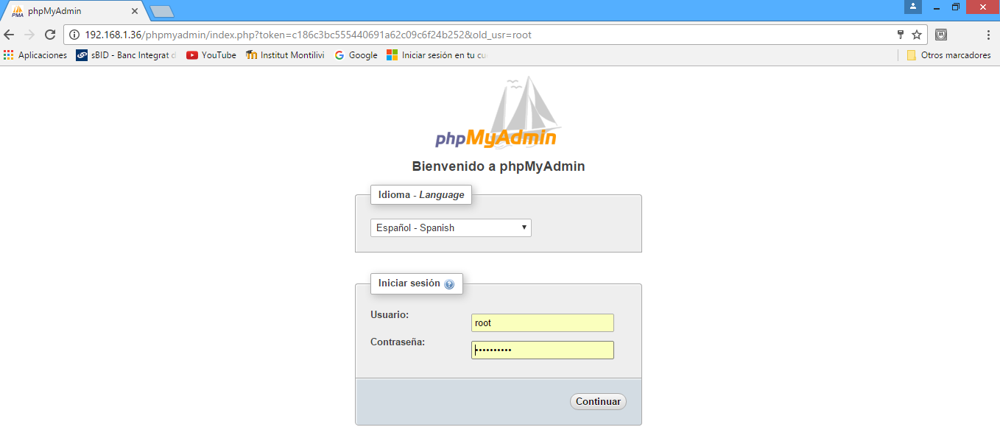 phpMyAdmin
192.168.1.36/phpmyadmin/index.php?token=c186c3bc555440691a62c09c6f24b252&old_usr=root
Aplicaciones sBID - Banc Integrat d YouTube Institut Montilivi Google Iniciar sesión en tu cu Otros marcadores
phpMyAdmin
Bienvenido a phpMyAdmin
Idioma - Language
Español - Spanish
Iniciar sesión
Usuario:
root
Contraseña:
••••••••••
Continuar